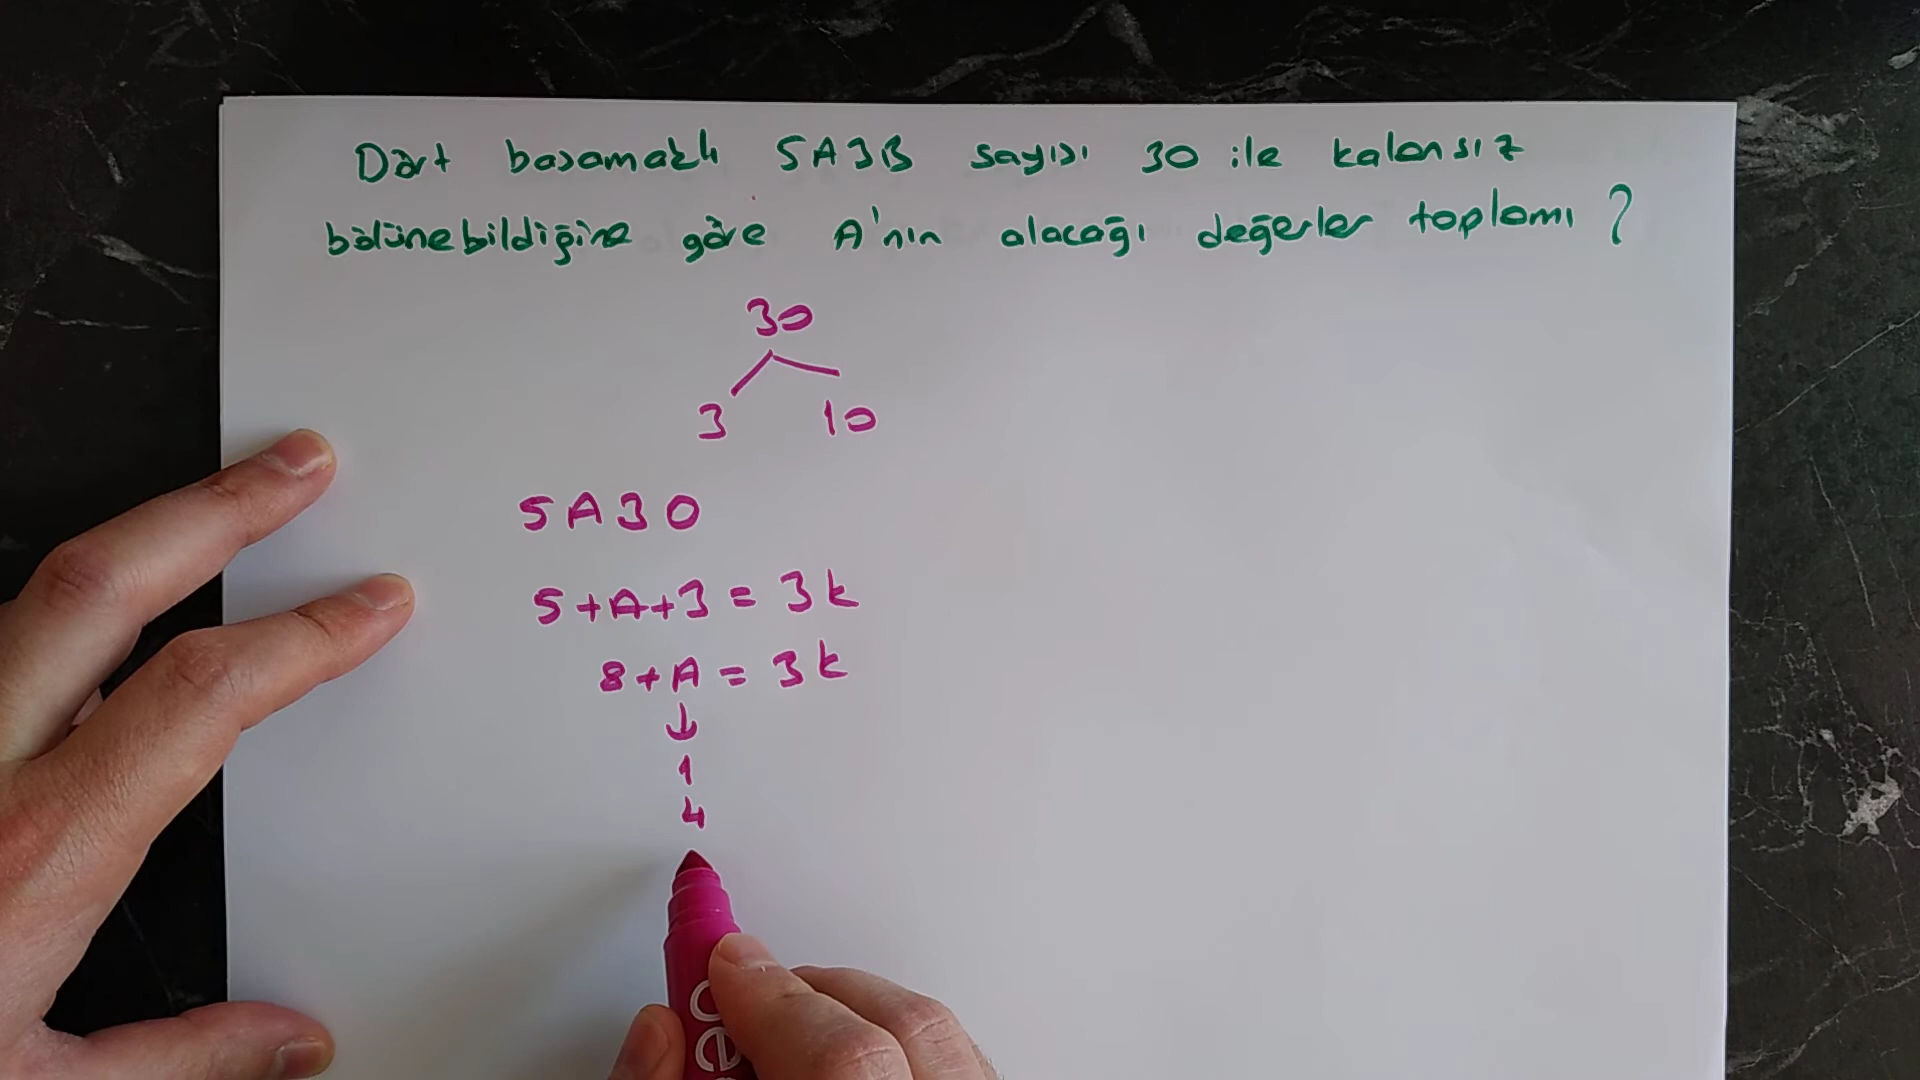 Dört basamaklı 5A3B sayısı 30 ile kalansız
bölünebildiğine göre A'nın alacağı değerler toplamı ?
30
3 10
5A30
5+A+3=3k
8+A=3k
↓
1
4